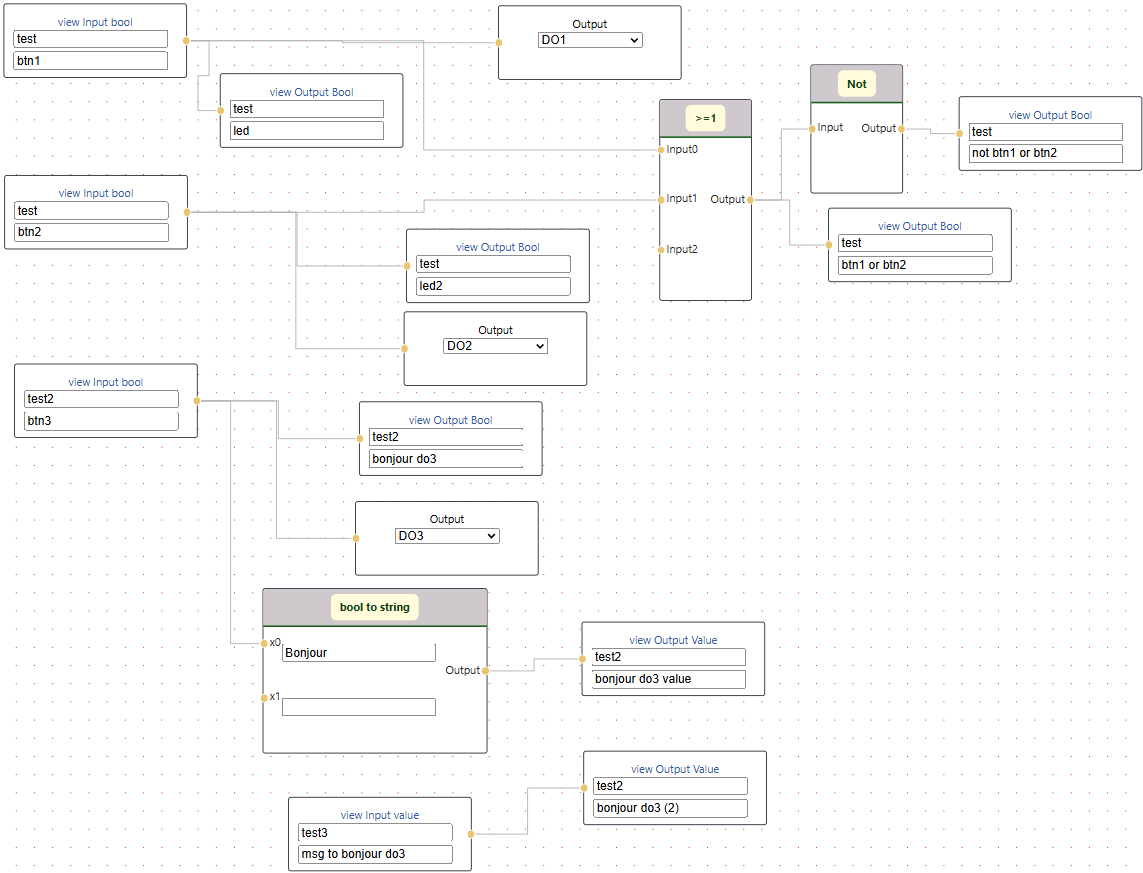 view Input bool
test
btn1
Output
DO1
view Output Bool
test
led
>=1
Input0
Input1
Output
Input2
Not
Input
Output
view Output Bool
test
not btn1 or btn2
view Input bool
test
btn2
view Output Bool
test
btn1 or btn2
view Output Bool
test
led2
Output
DO2
view Input bool
test2
btn3
view Output Bool
test2
bonjour do3
Output
DO3
bool to string
x0
Bonjour
Output
x1
view Output Value
test2
bonjour do3 value
view Output Value
test2
bonjour do3 (2)
view Input value
test3
msg to bonjour do3